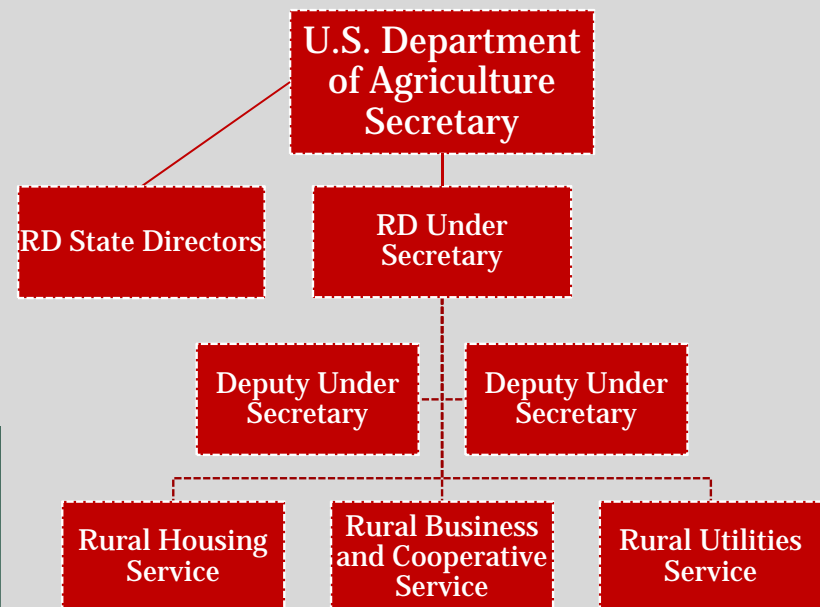 U.S. Department
of Agriculture
Secretary
RD State Directors
RD Under
Secretary
Deputy Under
Secretary
Deputy Under
Secretary
Rural Housing
Service
Rural Business
and Cooperative
Service
Rural Utilities
Service